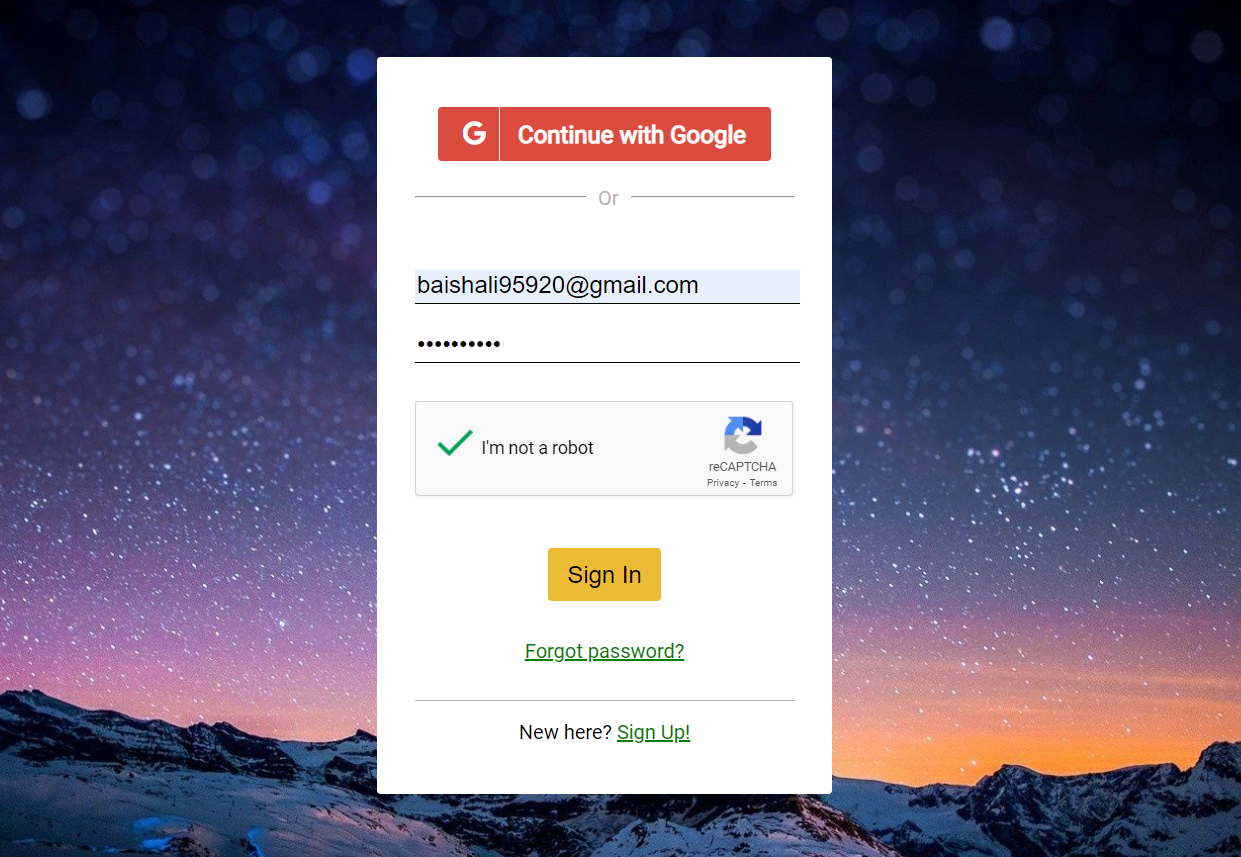 G Continue with Google
Or
baishali95920@gmail.com
••••••••••
I'm not a robot
reCAPTCHA
Privacy - Terms
Sign In
Forgot password?
New here? Sign Up!